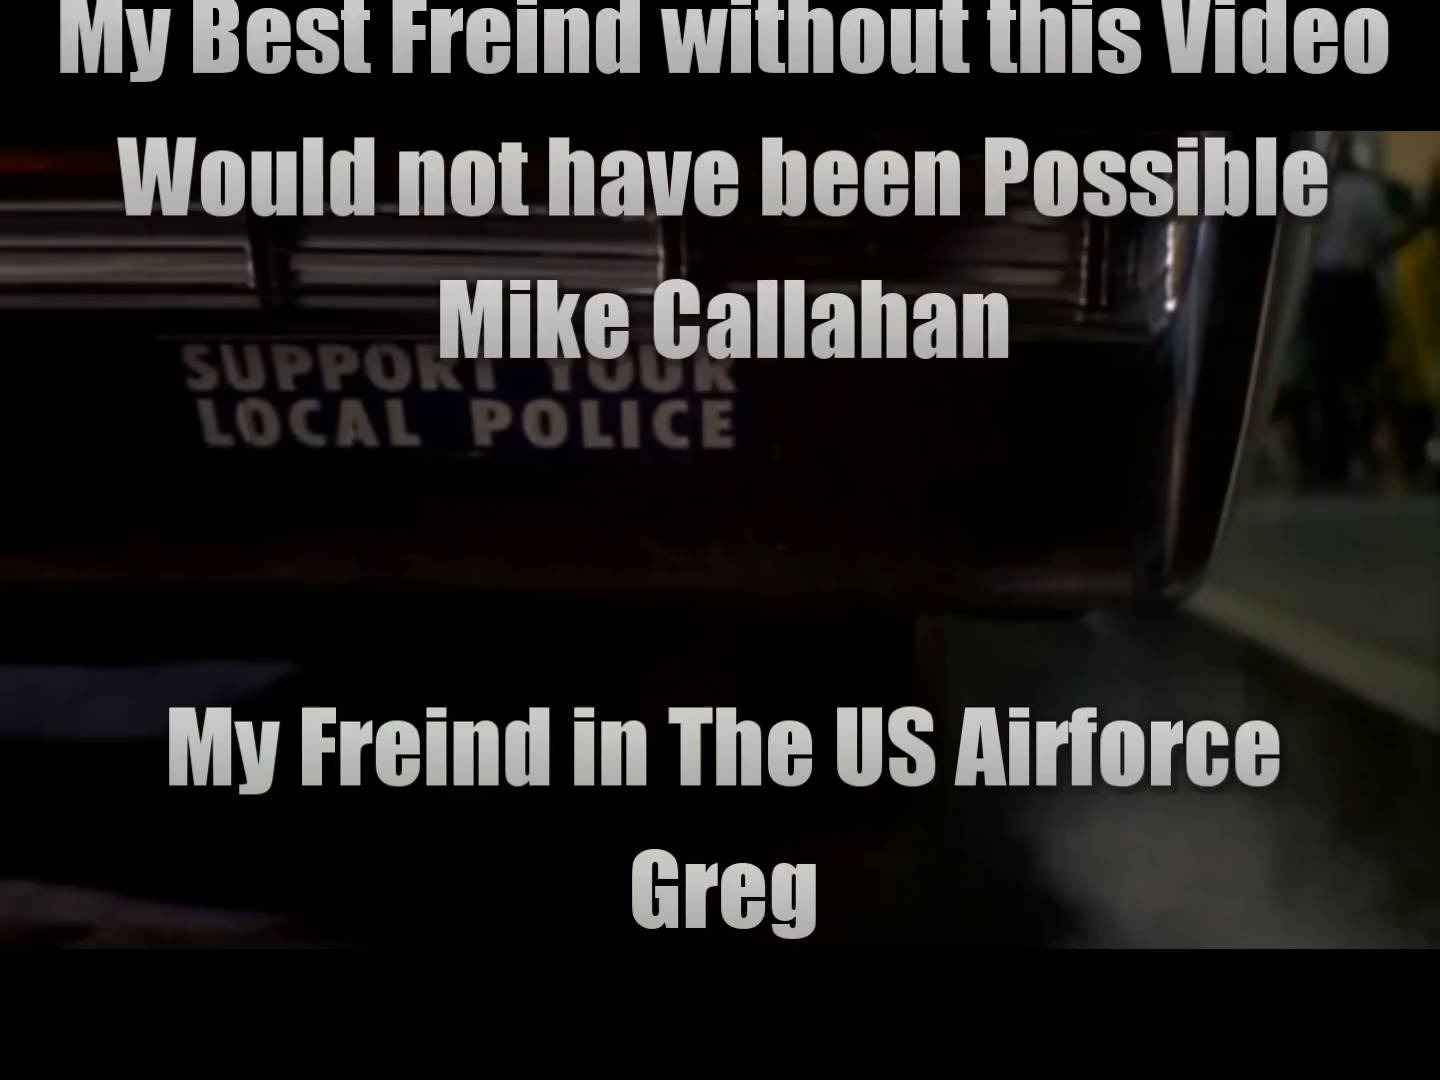 My Best Freind without this Video
Would not have been Possible
Mike Callahan
SUPPORT YOUR
LOCAL POLICE
My Freind in The US Airforce
Greg